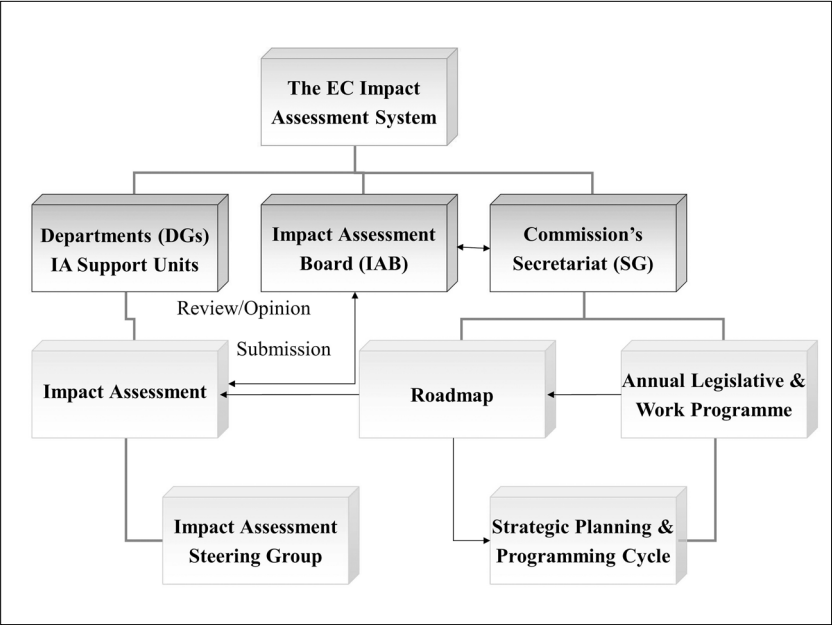 The EC Impact
Assessment System
Departments (DGs)
IA Support Units
Impact Assessment
Board (IAB)
Commission's
Secretariat (SG)
Review/Opinion
Submission
Impact Assessment
Roadmap
Annual Legislative &
Work Programme
Impact Assessment
Steering Group
Strategic Planning &
Programming Cycle